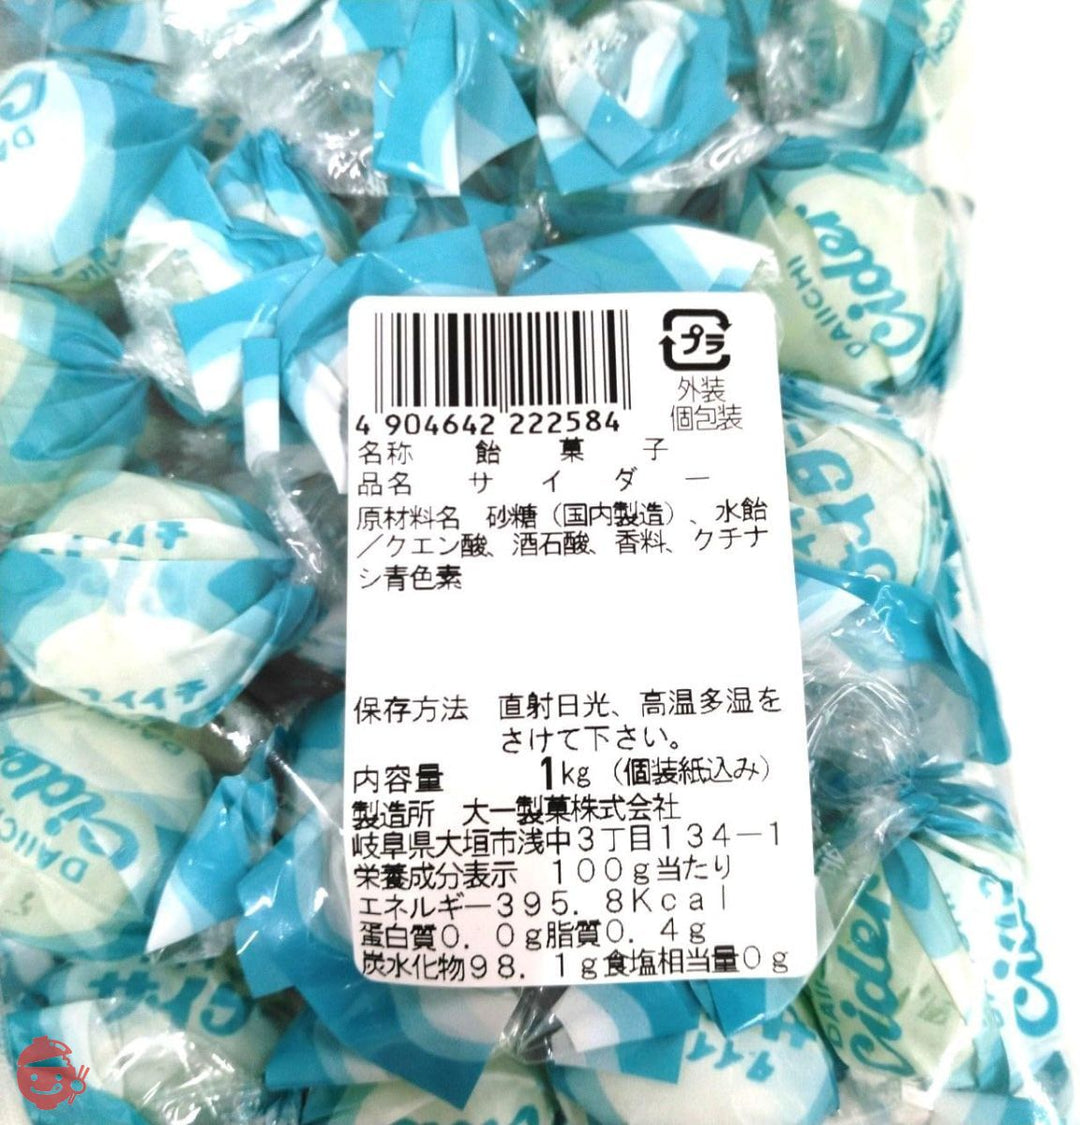 DAIICHI
Cider
プラ
外装
個包装
4 904642 222584
名称 飴菓子
品名 サイダー
原材料名 砂糖（国内製造）、水飴
／クエン酸、酒石酸、香料、クチナ
シ青色素
保存方法 直射日光、高温多湿を
さけて下さい。
内容量 1kg（個装紙込み）
製造所 大一製菓株式会社
岐阜県大垣市浅中3丁目134－1
栄養成分表示 100g当たり
エネルギー395．8Kcal
蛋白質0．0g脂質0．4g
炭水化物98．1g食塩相当量0g
ダイイチ
DAIICHI
Cider
Cider